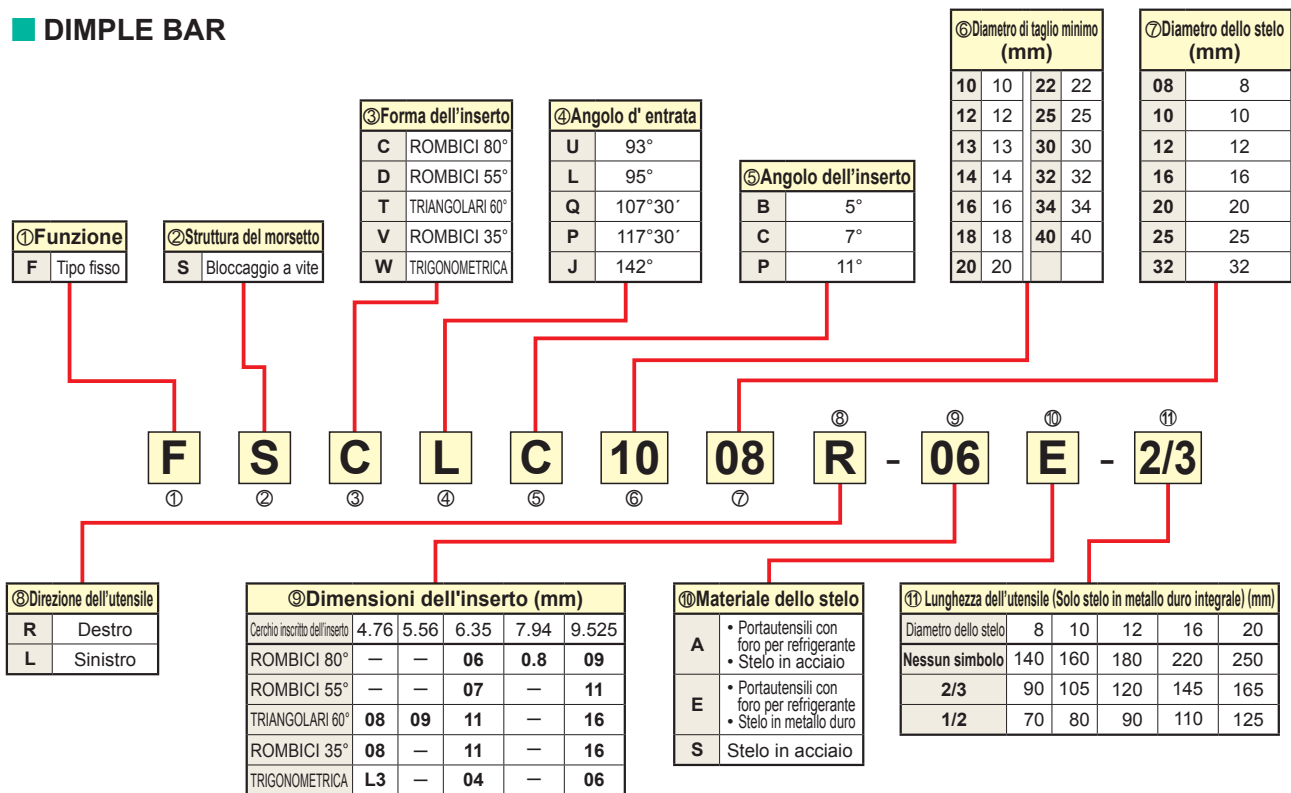 DIMPLE BAR
①Funzione
F Tipo fisso
②Struttura del morsetto
S Bloccaggio a vite
③Forma dell'inserto
C ROMBICI 80°
D ROMBICI 55°
T TRIANGOLARI 60°
V ROMBICI 35°
W TRIGONOMETRICA
④Angolo d' entrata
U 93°
L 95°
Q 107°30´
P 117°30´
J 142°
⑤Angolo dell'inserto
B 5°
C 7°
P 11°
⑥Diametro di taglio minimo
(mm)
10 10 22 22
12 12 25 25
13 13 30 30
14 14 32 32
16 16 34 34
18 18 40 40
20 20
⑦Diametro dello stelo
(mm)
08 8
10 10
12 12
16 16
20 20
25 25
32 32
⑧ ⑨ ⑩ ⑪
F S C L C 10 08 R - 06 E - 2/3
① ② ③ ④ ⑤ ⑥ ⑦
⑧Direzione dell'utensile
R Destro
L Sinistro
⑨Dimensioni dell'inserto (mm)
Cerchio inscritto dell'inserto 4.76 5.56 6.35 7.94 9.525
ROMBICI 80° — — 06 0.8 09
ROMBICI 55° — — 07 — 11
TRIANGOLARI 60° 08 09 11 — 16
ROMBICI 35° 08 — 11 — 16
TRIGONOMETRICA L3 — 04 — 06
⑩Materiale dello stelo
A • Portautensili con
foro per refrigerante
• Stelo in acciaio
E • Portautensili con
foro per refrigerante
• Stelo in metallo duro
S Stelo in acciaio
⑪ Lunghezza dell'utensile (Solo stelo in metallo duro integrale) (mm)
Diametro dello stelo 8 10 12 16 20
Nessun simbolo 140 160 180 220 250
2/3 90 105 120 145 165
1/2 70 80 90 110 125